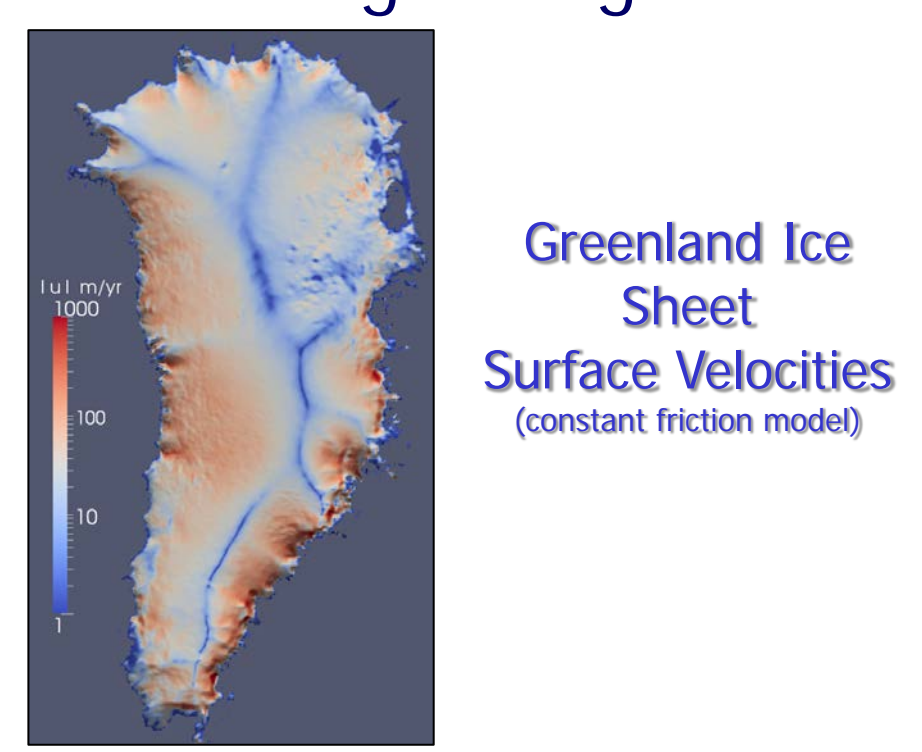 |u| m/yr
1000
100
10
1
Greenland Ice
Sheet
Surface Velocities
(constant friction model)